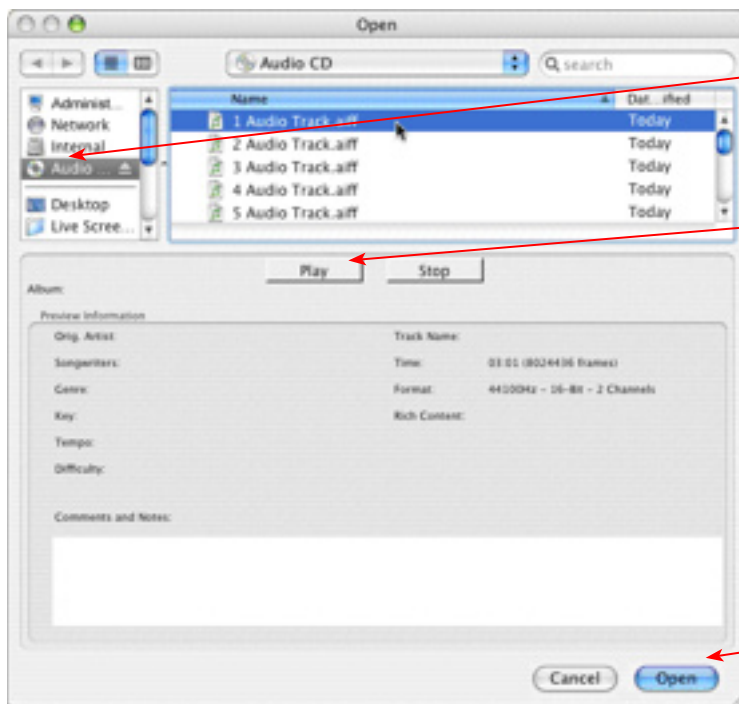 Open
Audio CD
search
Administ...
Network
Internal
Audio ...
Desktop
Live Scree...
Name Dat...ified
1 Audio Track.aiff Today
2 Audio Track.aiff Today
3 Audio Track.aiff Today
4 Audio Track.aiff Today
5 Audio Track.aiff Today
Play Stop
Album:
Preview Information
Orig. Artist:
Songwriters:
Genre:
Key:
Tempo:
Difficulty:
Track Name:
Time: 03:01 (8024436 frames)
Format: 44100Hz - 16-Bit - 2 Channels
Rich Content:
Comments and Notes:
Cancel Open